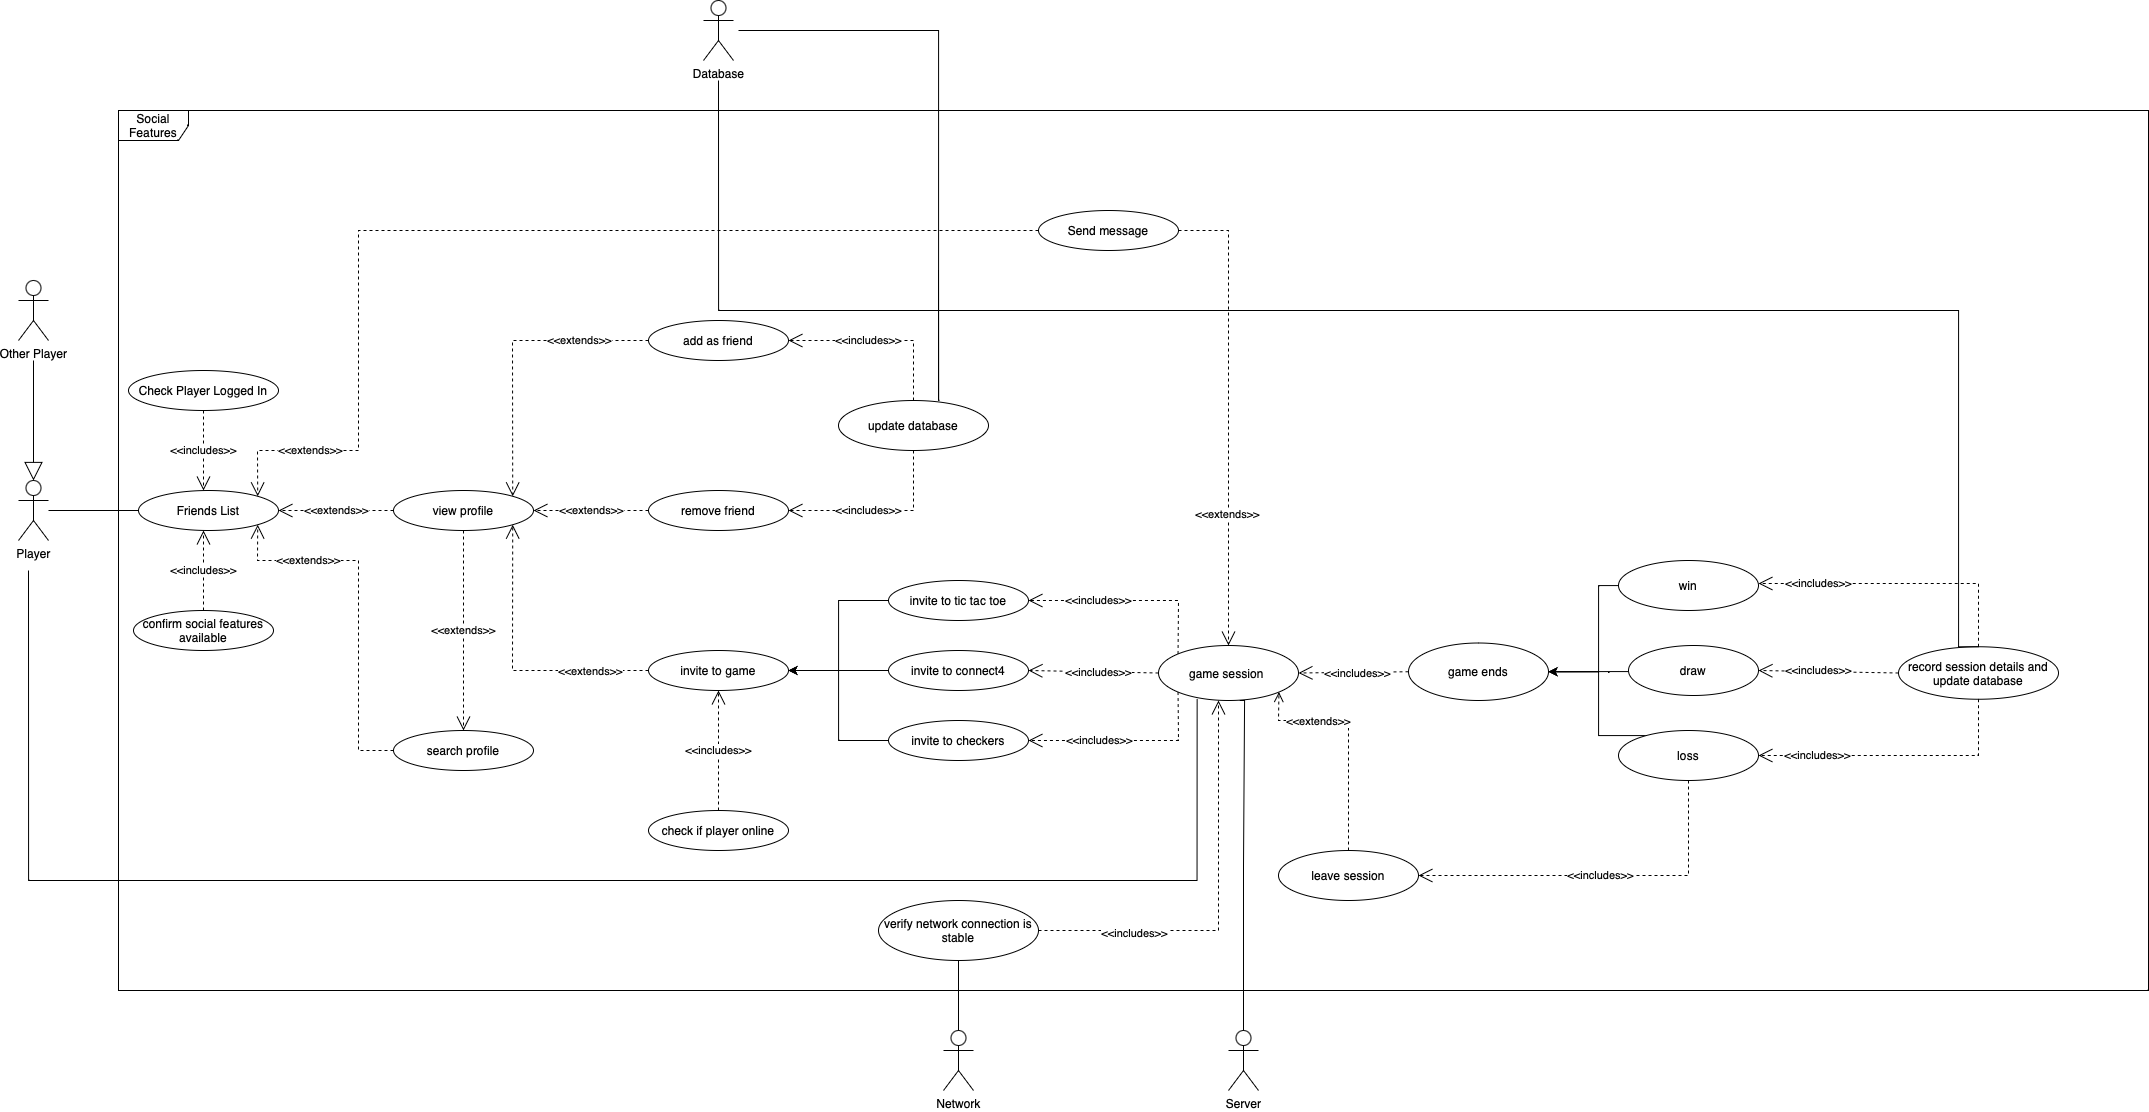 Database
Social
Features
Send message
Other Player
add as friend
<<extends>>
<<includes>>
Check Player Logged In
update database
<<includes>>
<<extends>>
Friends List
<<extends>>
view profile
<<extends>>
remove friend
<<includes>>
<<extends>>
Player
<<extends>>
<<includes>>
confirm social features
available
<<extends>>
invite to tic tac toe
<<includes>>
win
<<includes>>
invite to game
<<extends>>
invite to connect4
<<includes>>
game session
<<includes>>
game ends
draw
<<includes>>
record session details and
update database
<<extends>>
search profile
<<includes>>
invite to checkers
<<includes>>
loss
<<includes>>
check if player online
leave session
<<includes>>
verify network connection is
stable
<<includes>>
Network
Server